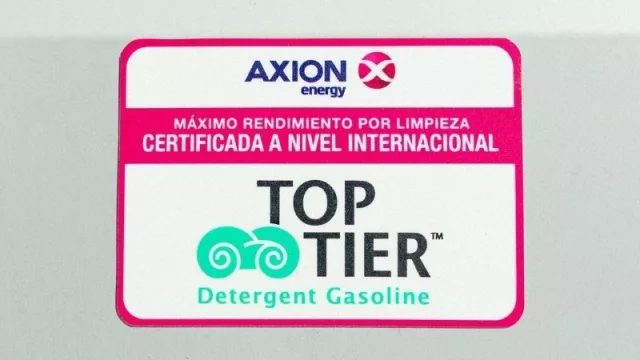 AXION
energy
MÁXIMO RENDIMIENTO POR LIMPIEZA
CERTIFICADA A NIVEL INTERNACIONAL
TOP
TIER™
Detergent Gasoline